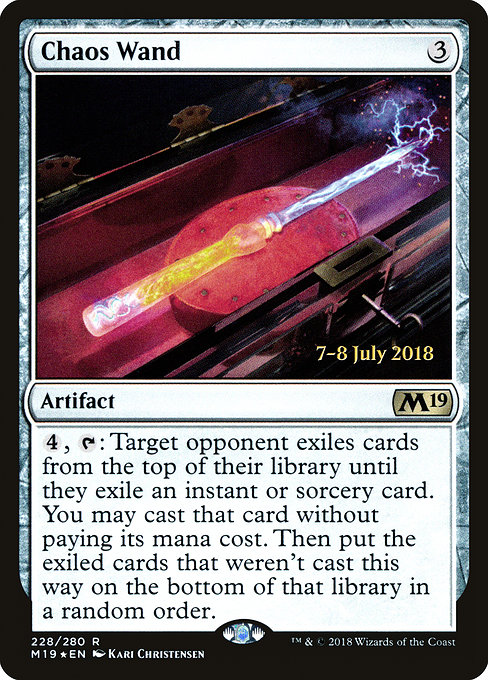 Chaos Wand 3
7–8 July 2018
Artifact M19
4, T: Target opponent exiles cards
from the top of their library until
they exile an instant or sorcery card.
You may cast that card without
paying its mana cost. Then put the
exiled cards that weren't cast this
way on the bottom of that library in
a random order.
228/280 R
M19★EN Kari Christensen
™ & © 2018 Wizards of the Coast